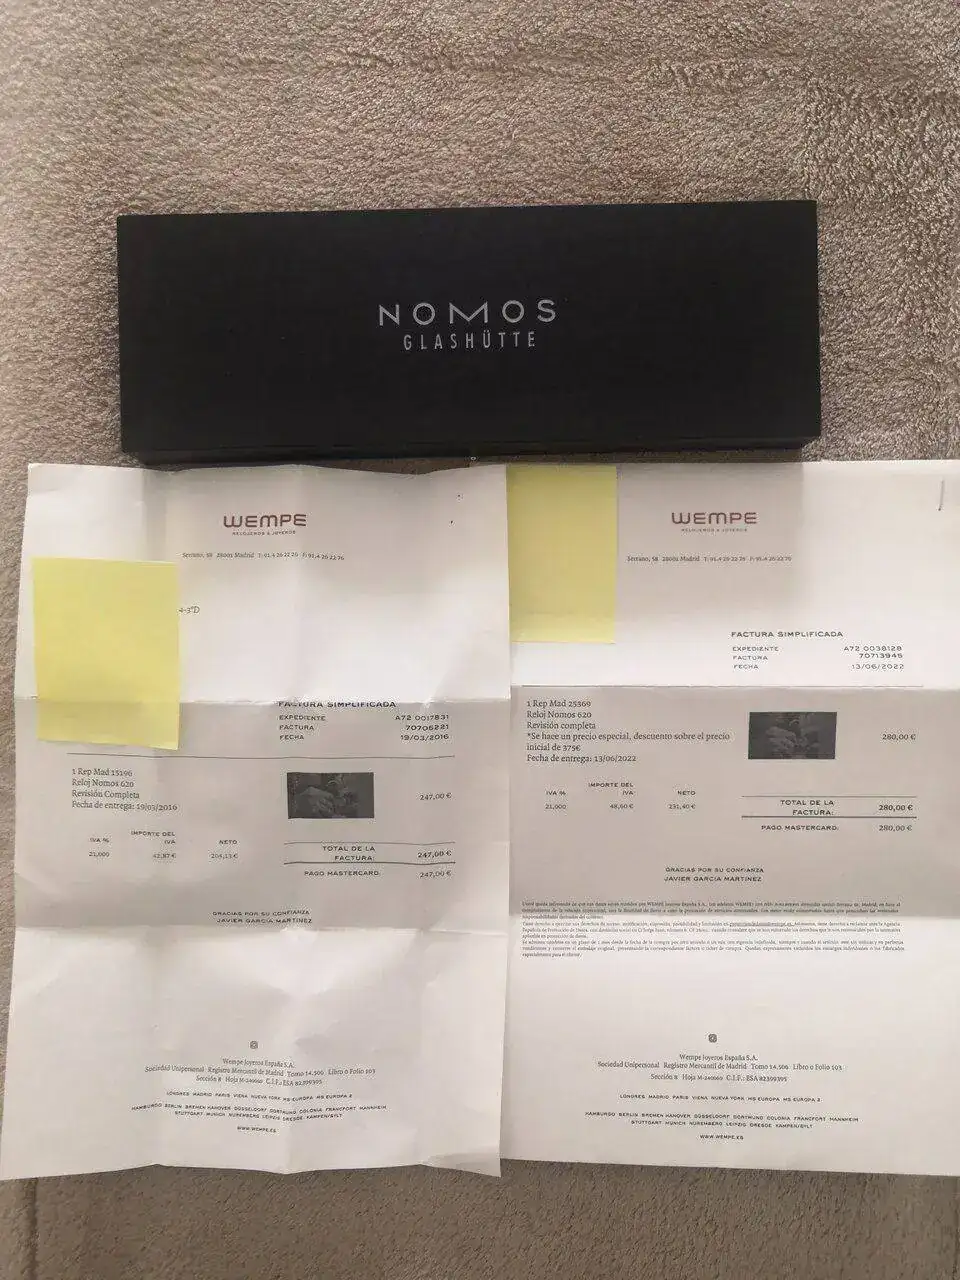 NOMOS
GLASHÜTTE
WEMPE
RELOJEROS & JOYEROS
Serrano, 58 28001 Madrid T: 91.4 26 22 76 F: 91.4 26 22 76
4-3ºD
FACTURA SIMPLIFICADA
EXPEDIENTE A72 0017831
FACTURA 70706221
FECHA 19/03/2016
1 Rep Mad 15196
Reloj Nomos 620
Revisión Completa
Fecha de entrega: 19/03/2016
247,00 €
IVA % IMPORTE DEL IVA NETO
21,000 42,87 € 204,13 €
TOTAL DE LA
FACTURA: 247,00 €
PAGO MASTERCARD: 247,00 €
GRACIAS POR SU CONFIANZA
JAVIER GARCIA MARTINEZ
Wempe Joyeros España S.A.
Sociedad Unipersonal Registro Mercantil de Madrid Tomo 14.506 Libro 0 Folio 103
Sección 8 Hoja M-240660 C.I.F.: ESA 82399395
LONDRES MADRID PARIS VIENA NUEVA YORK MS EUROPA MS EUROPA 2
HAMBURGO BERLIN BREMEN HANOVER DÜSSELDORF DORTMUND COLONIA FRANCFORT MANNHEIM
STUTTGART MUNICH NUREMBERG LEIPZIG DRESDE KAMPEN/SYLT
WWW.WEMPE.ES
WEMPE
RELOJEROS & JOYEROS
Serrano, 58 28001 Madrid T: 91.4 26 22 76 F: 91.4 26 22 76
FACTURA SIMPLIFICADA
EXPEDIENTE A72 0038128
FACTURA 70713945
FECHA 13/06/2022
1 Rep Mad 25369
Reloj Nomos 620
Revisión completa
*Se hace un precio especial, descuento sobre el precio
inicial de 375€
Fecha de entrega: 13/06/2022
280,00 €
IVA % IMPORTE DEL IVA NETO
21,000 48,60 € 231,40 €
TOTAL DE LA
FACTURA: 280,00 €
PAGO MASTERCARD: 280,00 €
GRACIAS POR SU CONFIANZA
JAVIER GARCIA MARTINEZ
Wempe Joyeros España S.A.
Sociedad Unipersonal Registro Mercantil de Madrid Tomo 14.506 Libro 0 Folio 103
Sección 8 Hoja M-240660 C.I.F.: ESA 82399395
LONDRES MADRID PARIS VIENA NUEVA YORK MS EUROPA MS EUROPA 2
HAMBURGO BERLIN BREMEN HANOVER DÜSSELDORF DORTMUND COLONIA FRANCFORT MANNHEIM
STUTTGART MUNICH NUREMBERG LEIPZIG DRESDE KAMPEN/SYLT
WWW.WEMPE.ES